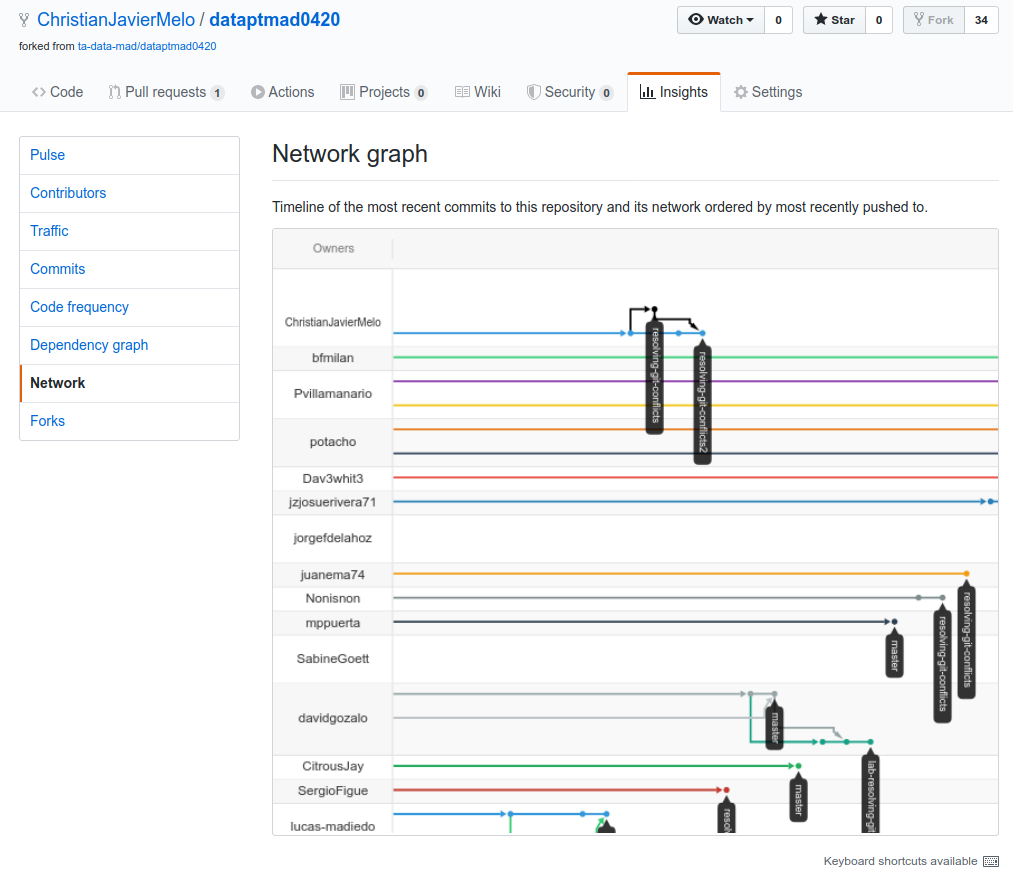 ChristianJavierMelo / dataptmad0420
Watch 0 Star 0 Fork 34
forked from ta-data-mad/dataptmad0420
Code Pull requests 1 Actions Projects 0 Wiki Security 0 Insights Settings
Pulse
Contributors
Traffic
Commits
Code frequency
Dependency graph
Network
Forks
Network graph
Timeline of the most recent commits to this repository and its network ordered by most recently pushed to.
Owners
ChristianJavierMelo
resolving-git-conflicts
resolving-git-conflicts2
bfmilan
Pvillamanario
potacho
Dav3whit3
jzjosuerivera71
jorgefdelahoz
juanema74
resolving-git-conflicts
Nonisnon
resolving-git-conflicts
mppuerta
master
SabineGoett
davidgozalo
master
lab-resolving-git
CitrousJay
master
SergioFigue
resol
lucas-madiedo
Keyboard shortcuts available